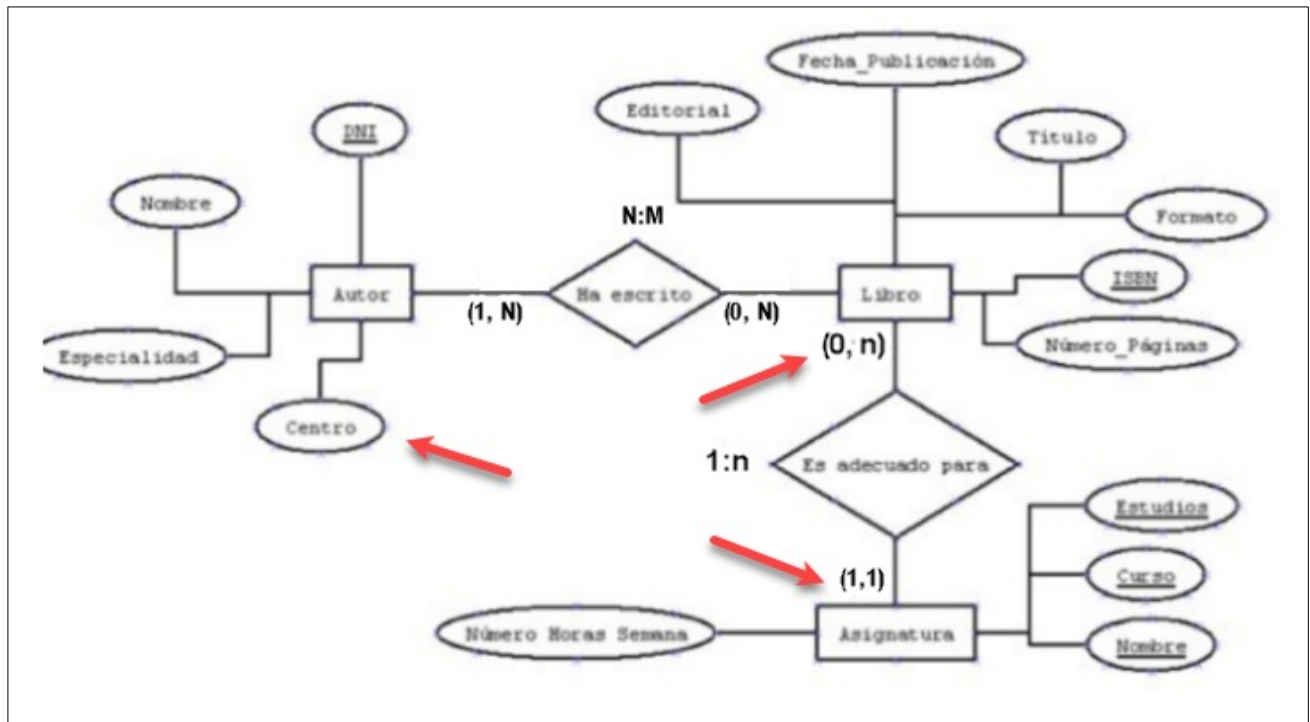 Fecha_Publicación
Editorial
DNI
Título
Nombre
Formato
N:M
ISBN
Autor
Ha escrito
Libro
(1, N)
(0, N)
Número_Páginas
(0, n)
Especialidad
Centro
1:n
Es adecuado para
Estudios
Curso
(1,1)
Número Horas Semana
Asignatura
Nombre